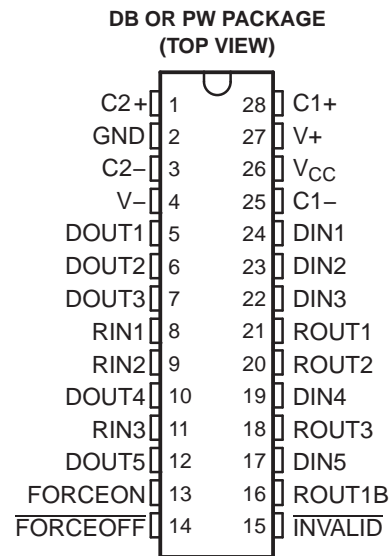 DB OR PW PACKAGE
(TOP VIEW)
C2+ 1 28 C1+
GND 2 27 V+
C2− 3 26 VCC
V− 4 25 C1−
DOUT1 5 24 DIN1
DOUT2 6 23 DIN2
DOUT3 7 22 DIN3
RIN1 8 21 ROUT1
RIN2 9 20 ROUT2
DOUT4 10 19 DIN4
RIN3 11 18 ROUT3
DOUT5 12 17 DIN5
FORCEON 13 16 ROUT1B
FORCEOFF 14 15 INVALID